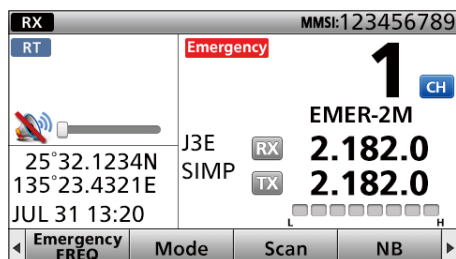 RX MMSI:123456789
RT
Emergency
1 CH
EMER-2M
J3E RX 2.182.0
SIMP TX 2.182.0
L H
25°32.1234N
135°23.4321E
JUL 31 13:20
Emergency FREQ Mode Scan NB